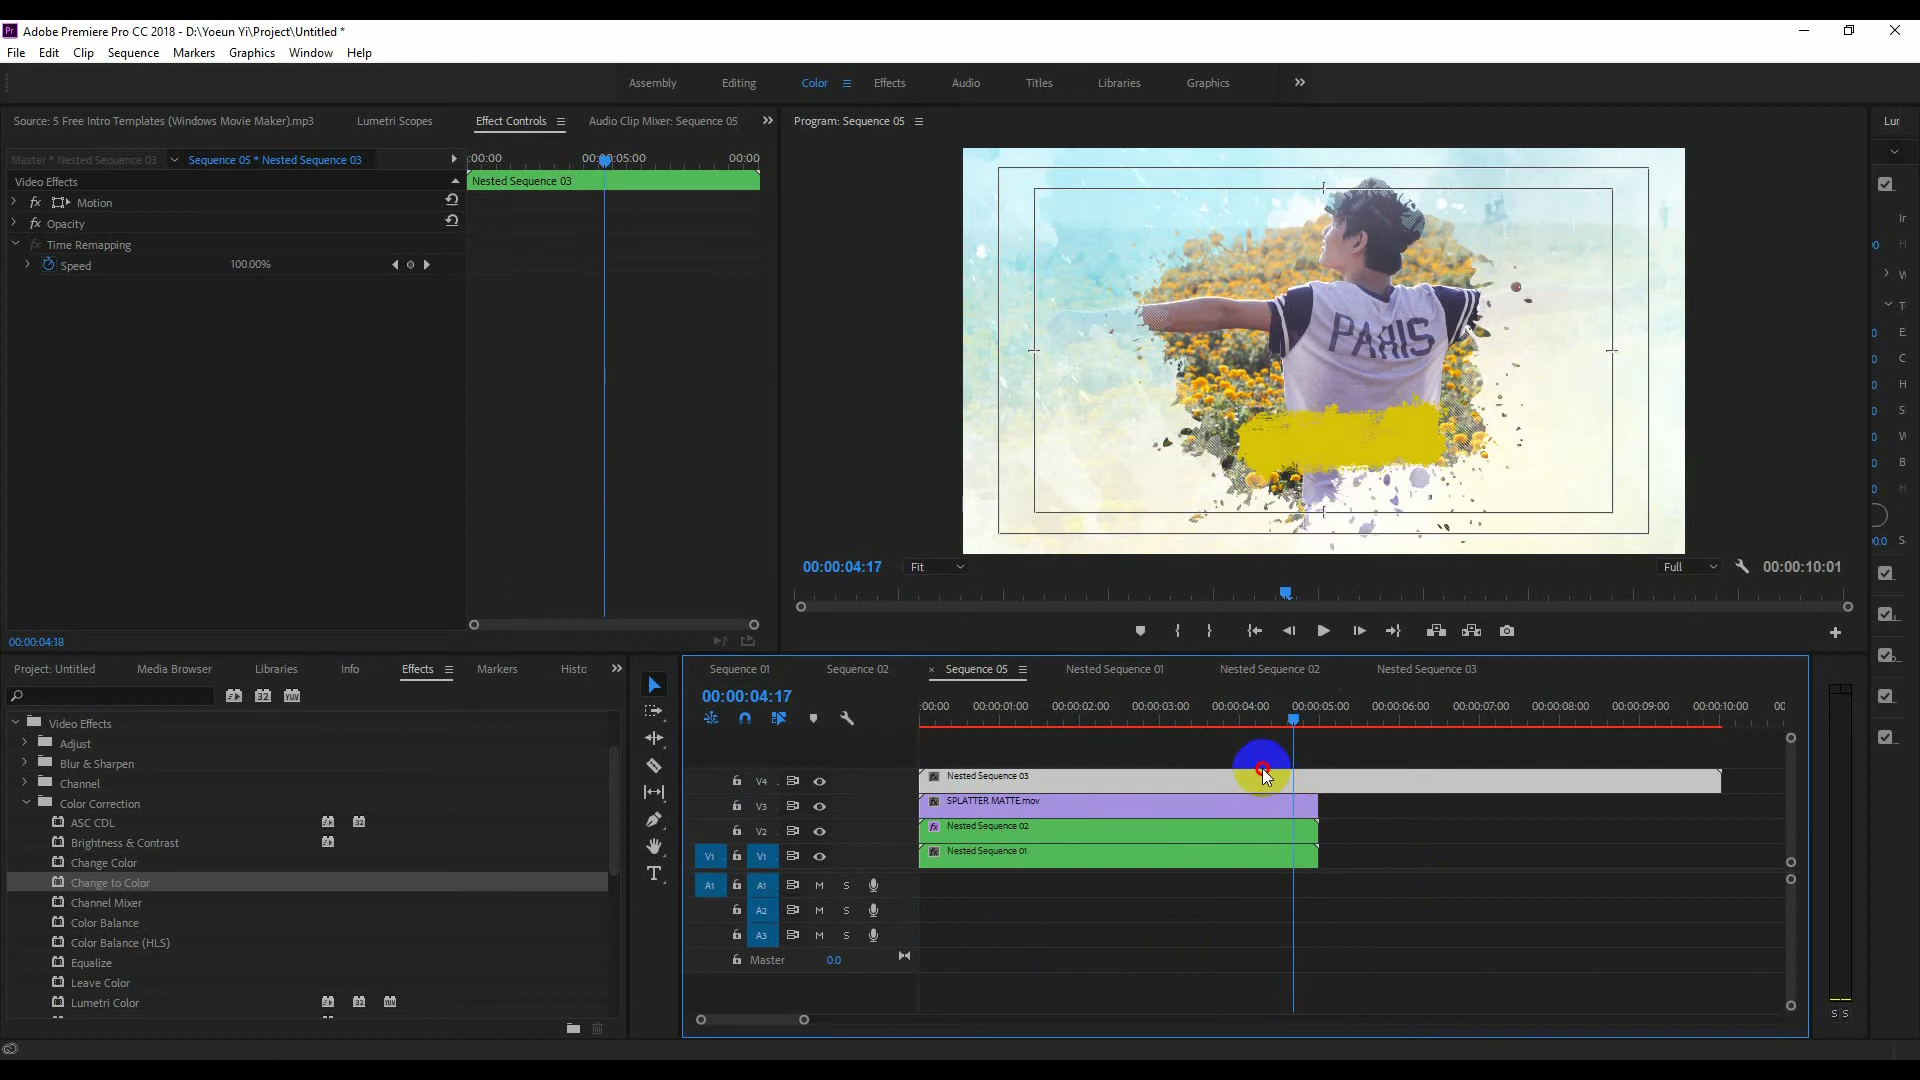 Adobe Premiere Pro CC 2018 - D:\Yoeun Yi\Project\Untitled *
File Edit Clip Sequence Markers Graphics Window Help
Assembly Editing Color Effects Audio Titles Libraries Graphics
Source: 5 Free Intro Templates (Windows Movie Maker).mp3 Lumetri Scopes Effect Controls Audio Clip Mixer: Sequence 05
Program: Sequence 05
Lur
Master * Nested Sequence 03 Sequence 05 * Nested Sequence 03
:00:00 00:00:05:00 00:00
Video Effects
Nested Sequence 03
fx Motion
fx Opacity
fx Time Remapping
Speed 100.00%
PARIS
00:00:04:17 Fit Full 00:00:10:01
00:00:04:18
Project: Untitled Media Browser Libraries Info Effects Markers Histo
32 YUV
Video Effects
Adjust
Blur & Sharpen
Channel
Color Correction
ASC CDL
Brightness & Contrast
Change Color
Change to Color
Channel Mixer
Color Balance
Color Balance (HLS)
Equalize
Leave Color
Lumetri Color
Sequence 01 Sequence 02 × Sequence 05 Nested Sequence 01 Nested Sequence 02 Nested Sequence 03
00:00:04:17
:00:00 00:00:01:00 00:00:02:00 00:00:03:00 00:00:04:00 00:00:05:00 00:00:06:00 00:00:07:00 00:00:08:00 00:00:09:00 00:00:10:00 00
V4 fx Nested Sequence 03
V3 fx SPLATTER MATTE.mov
V2 fx Nested Sequence 02
V1 V1 fx Nested Sequence 01
A1 A1 M S
A2 M S
A3 M S
Master 0.0
S S